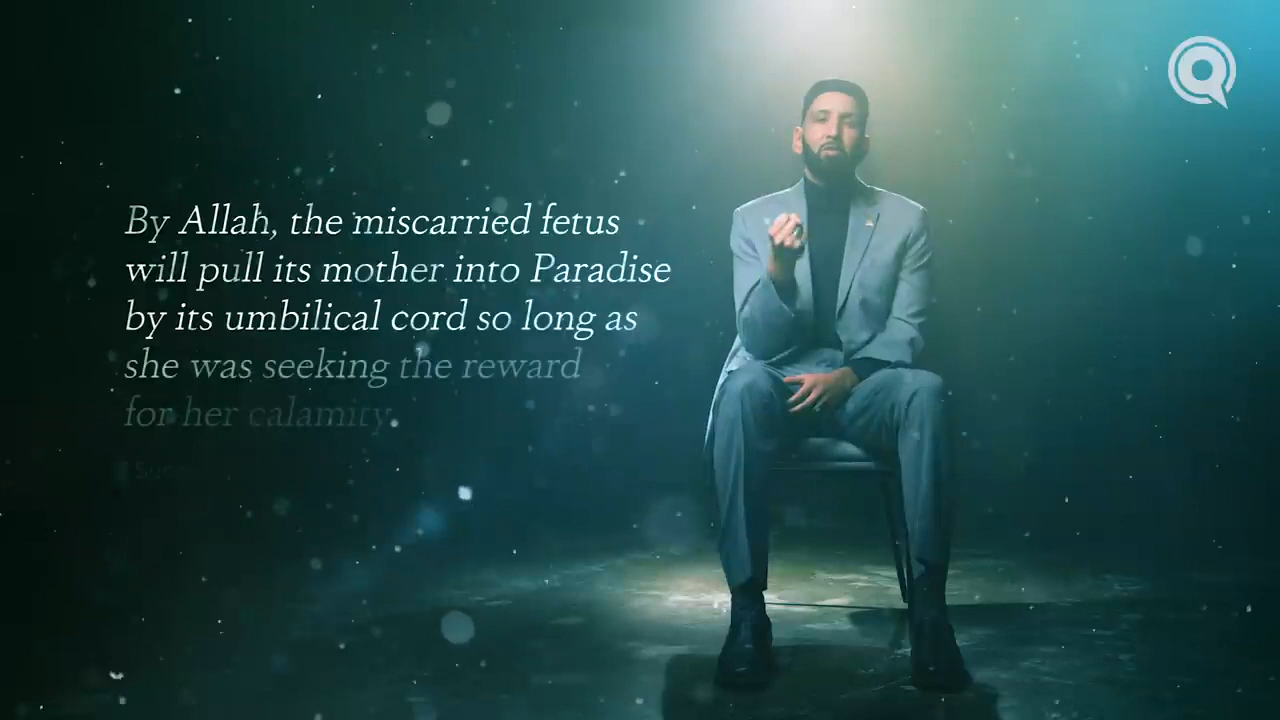 By Allah, the miscarried fetus
will pull its mother into Paradise
by its umbilical cord so long as
she was seeking the reward
for her calamity.